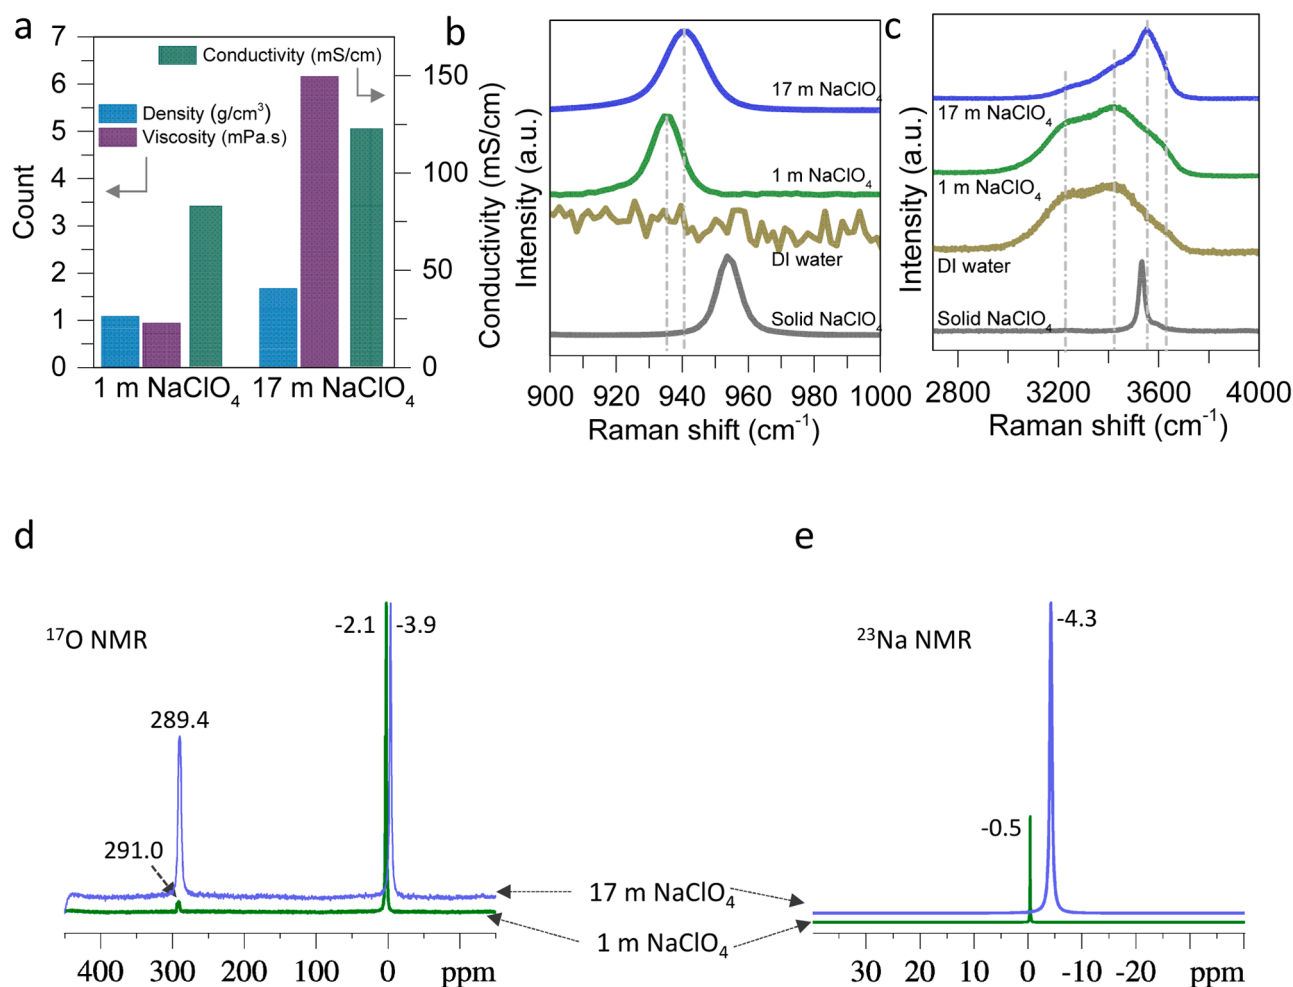 a
7
6
5
4
3
2
1
0
Count
Conductivity (mS/cm)
Density (g/cm³)
Viscosity (mPa.s)
150
100
50
0
Conductivity (mS/cm)
1 m NaClO₄
17 m NaClO₄
b
Intensity (a.u.)
17 m NaClO₄
1 m NaClO₄
DI water
Solid NaClO₄
900 920 940 960 980 1000
Raman shift (cm⁻¹)
c
Intensity (a.u.)
17 m NaClO₄
1 m NaClO₄
DI water
Solid NaClO₄
2800 3200 3600 4000
Raman shift (cm⁻¹)
d
¹⁷O NMR
-2.1
-3.9
289.4
291.0
400 300 200 100 0 ppm
17 m NaClO₄
1 m NaClO₄
e
²³Na NMR
-4.3
-0.5
30 20 10 0 -10 -20 ppm